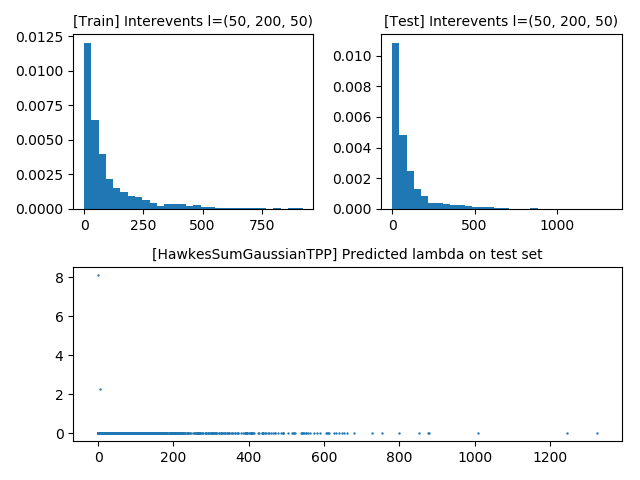 [Train] Interevents l=(50, 200, 50)
0.0125
0.0100
0.0075
0.0050
0.0025
0.0000
0 250 500 750
[Test] Interevents l=(50, 200, 50)
0.010
0.008
0.006
0.004
0.002
0.000
0 500 1000
[HawkesSumGaussianTPP] Predicted lambda on test set
8
6
4
2
0
0 200 400 600 800 1000 1200